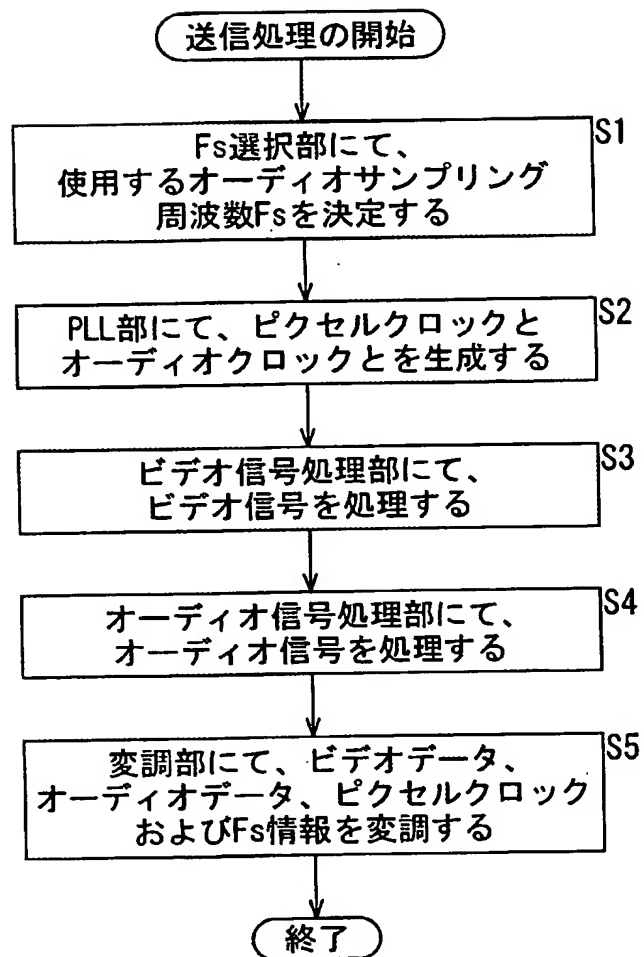 送信処理の開始
S1
Fs選択部にて、
使用するオーディオサンプリング
周波数Fsを決定する
S2
PLL部にて、ピクセルクロックと
オーディオクロックとを生成する
S3
ビデオ信号処理部にて、
ビデオ信号を処理する
S4
オーディオ信号処理部にて、
オーディオ信号を処理する
S5
変調部にて、ビデオデータ、
オーディオデータ、ピクセルクロック
およびFs情報を変調する
終了